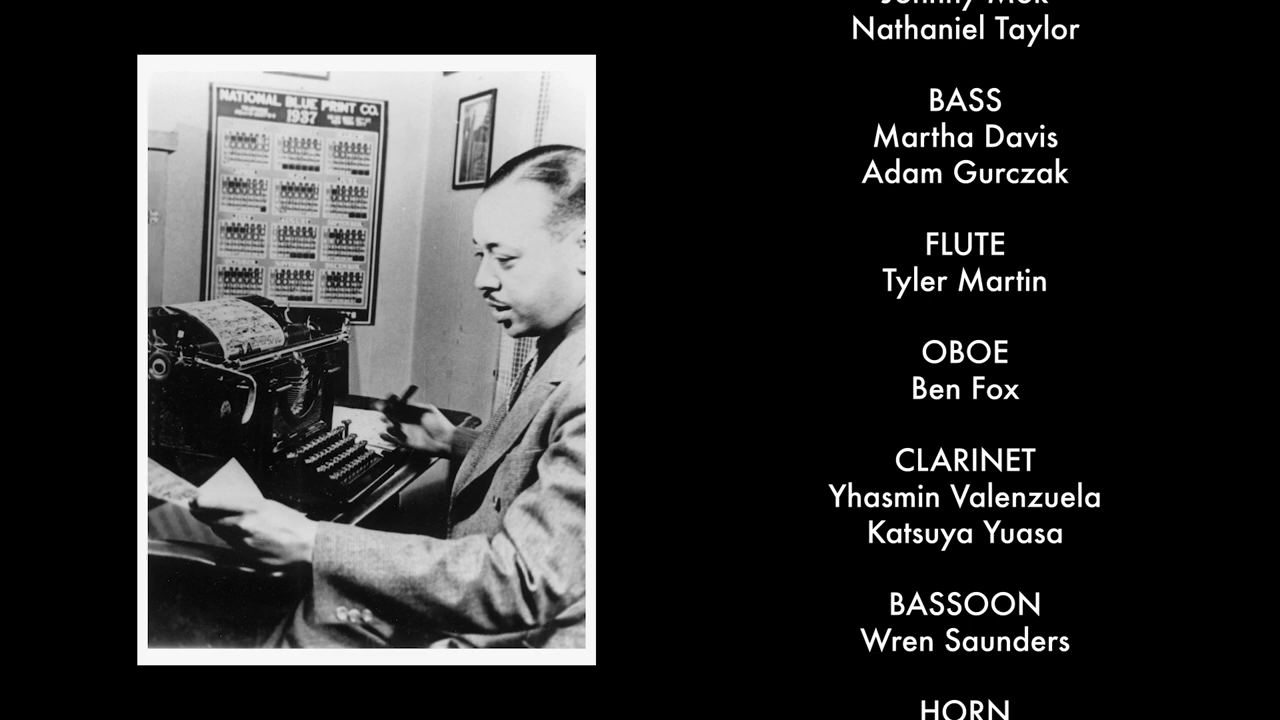 NATIONAL BLUE PRINT CO.
1937
Nathaniel Taylor
BASS
Martha Davis
Adam Gurczak
FLUTE
Tyler Martin
OBOE
Ben Fox
CLARINET
Yhasmin Valenzuela
Katsuya Yuasa
BASSOON
Wren Saunders
HORN